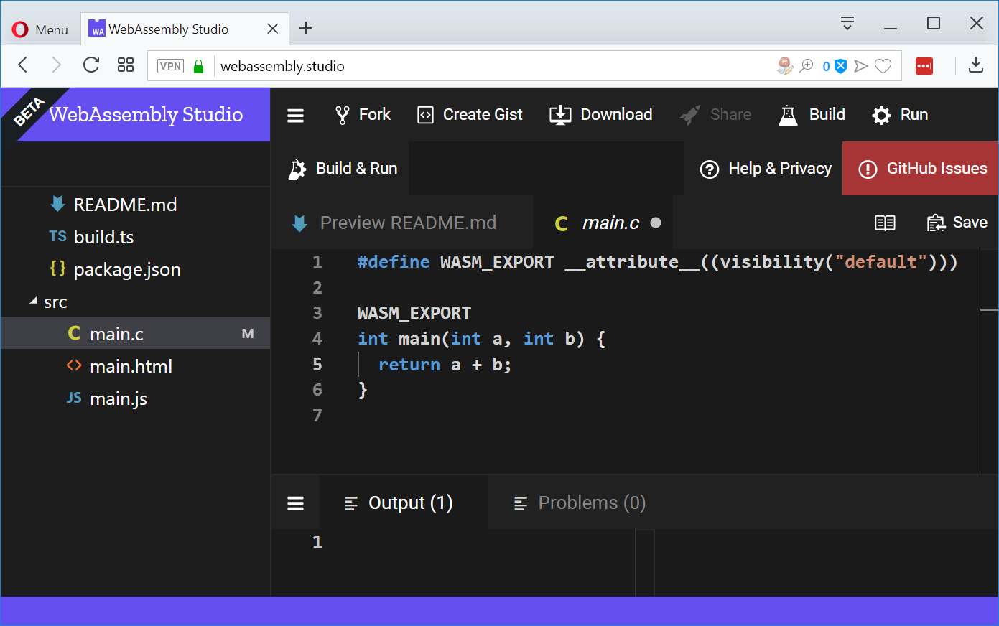 Menu
WA WebAssembly Studio
VPN webassembly.studio 0
BETA
WebAssembly Studio
Fork Create Gist Download Share Build Run
Build & Run Help & Privacy GitHub Issues
README.md
TS build.ts
{} package.json
src
C main.c M
<> main.html
JS main.js
Preview README.md C main.c Save
1 #define WASM_EXPORT __attribute__((visibility("default")))
2
3 WASM_EXPORT
4 int main(int a, int b) {
5 return a + b;
6 }
7
Output (1) Problems (0)
1